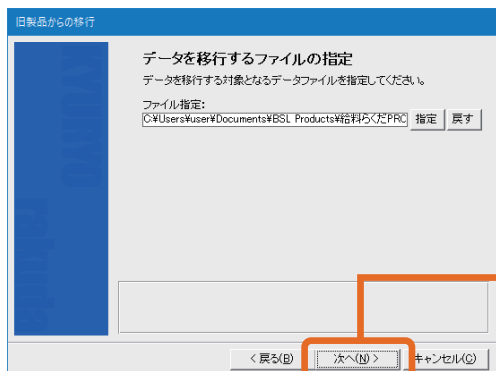 旧製品からの移行
データを移行するファイルの指定
データを移行する対象となるデータファイルを指定してください。
ファイル指定:
C:¥Users¥user¥Documents¥BSL Products¥給料らくだPRO 指定 戻す
KYURYO
rakuda
< 戻る(B) 次へ(N) > キャンセル(C)